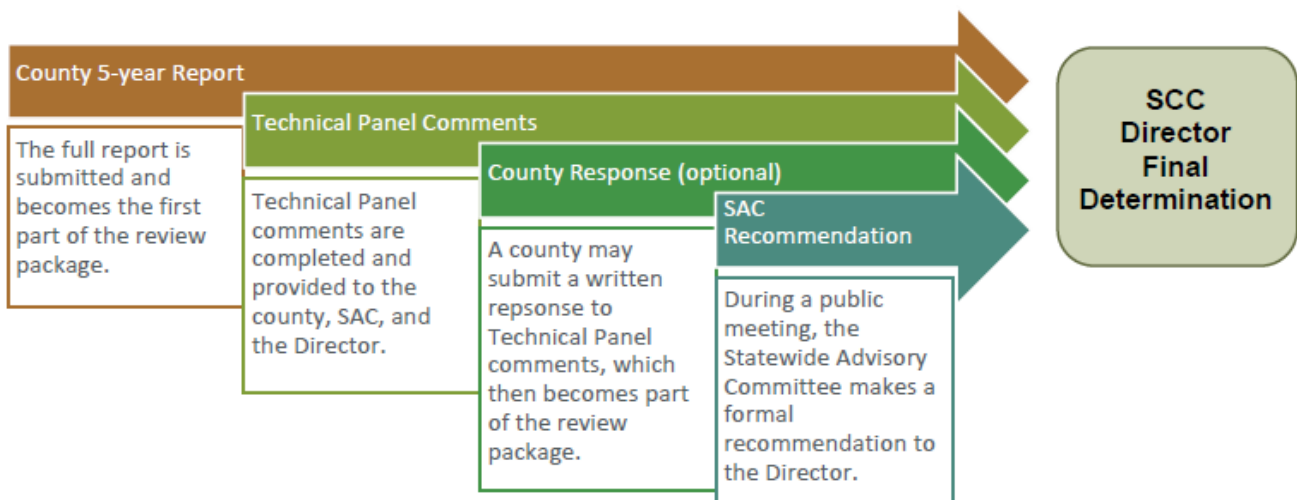 County 5-year Report
The full report is
submitted and
becomes the first
part of the review
package.
Technical Panel Comments
Technical Panel
comments are
completed and
provided to the
county, SAC, and
the Director.
County Response (optional)
A county may
submit a written
repsonse to
Technical Panel
comments, which
then becomes part
of the review
package.
SAC
Recommendation
During a public
meeting, the
Statewide Advisory
Committee makes a
formal
recommendation to
the Director.
SCC
Director
Final
Determination